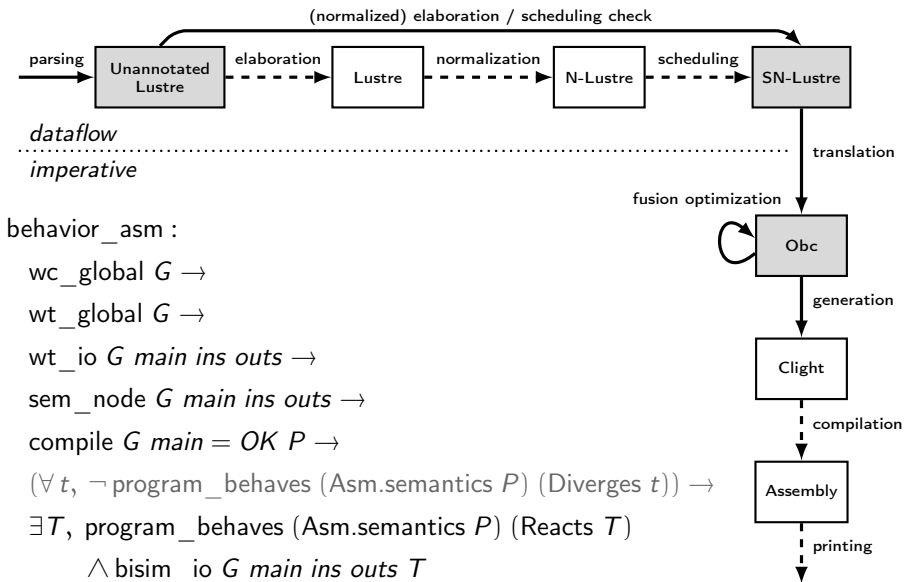 (normalized) elaboration / scheduling check
parsing
Unannotated
Lustre
elaboration
Lustre
normalization
N-Lustre
scheduling
SN-Lustre
dataflow
imperative
translation
fusion optimization
Obc
generation
Clight
compilation
Assembly
printing
behavior_asm :
wc_global G →
wt_global G →
wt_io G main ins outs →
sem_node G main ins outs →
compile G main = OK P →
(∀ t, ¬ program_behaves (Asm.semantics P) (Diverges t)) →
∃T, program_behaves (Asm.semantics P) (Reacts T)
∧ bisim_io G main ins outs T